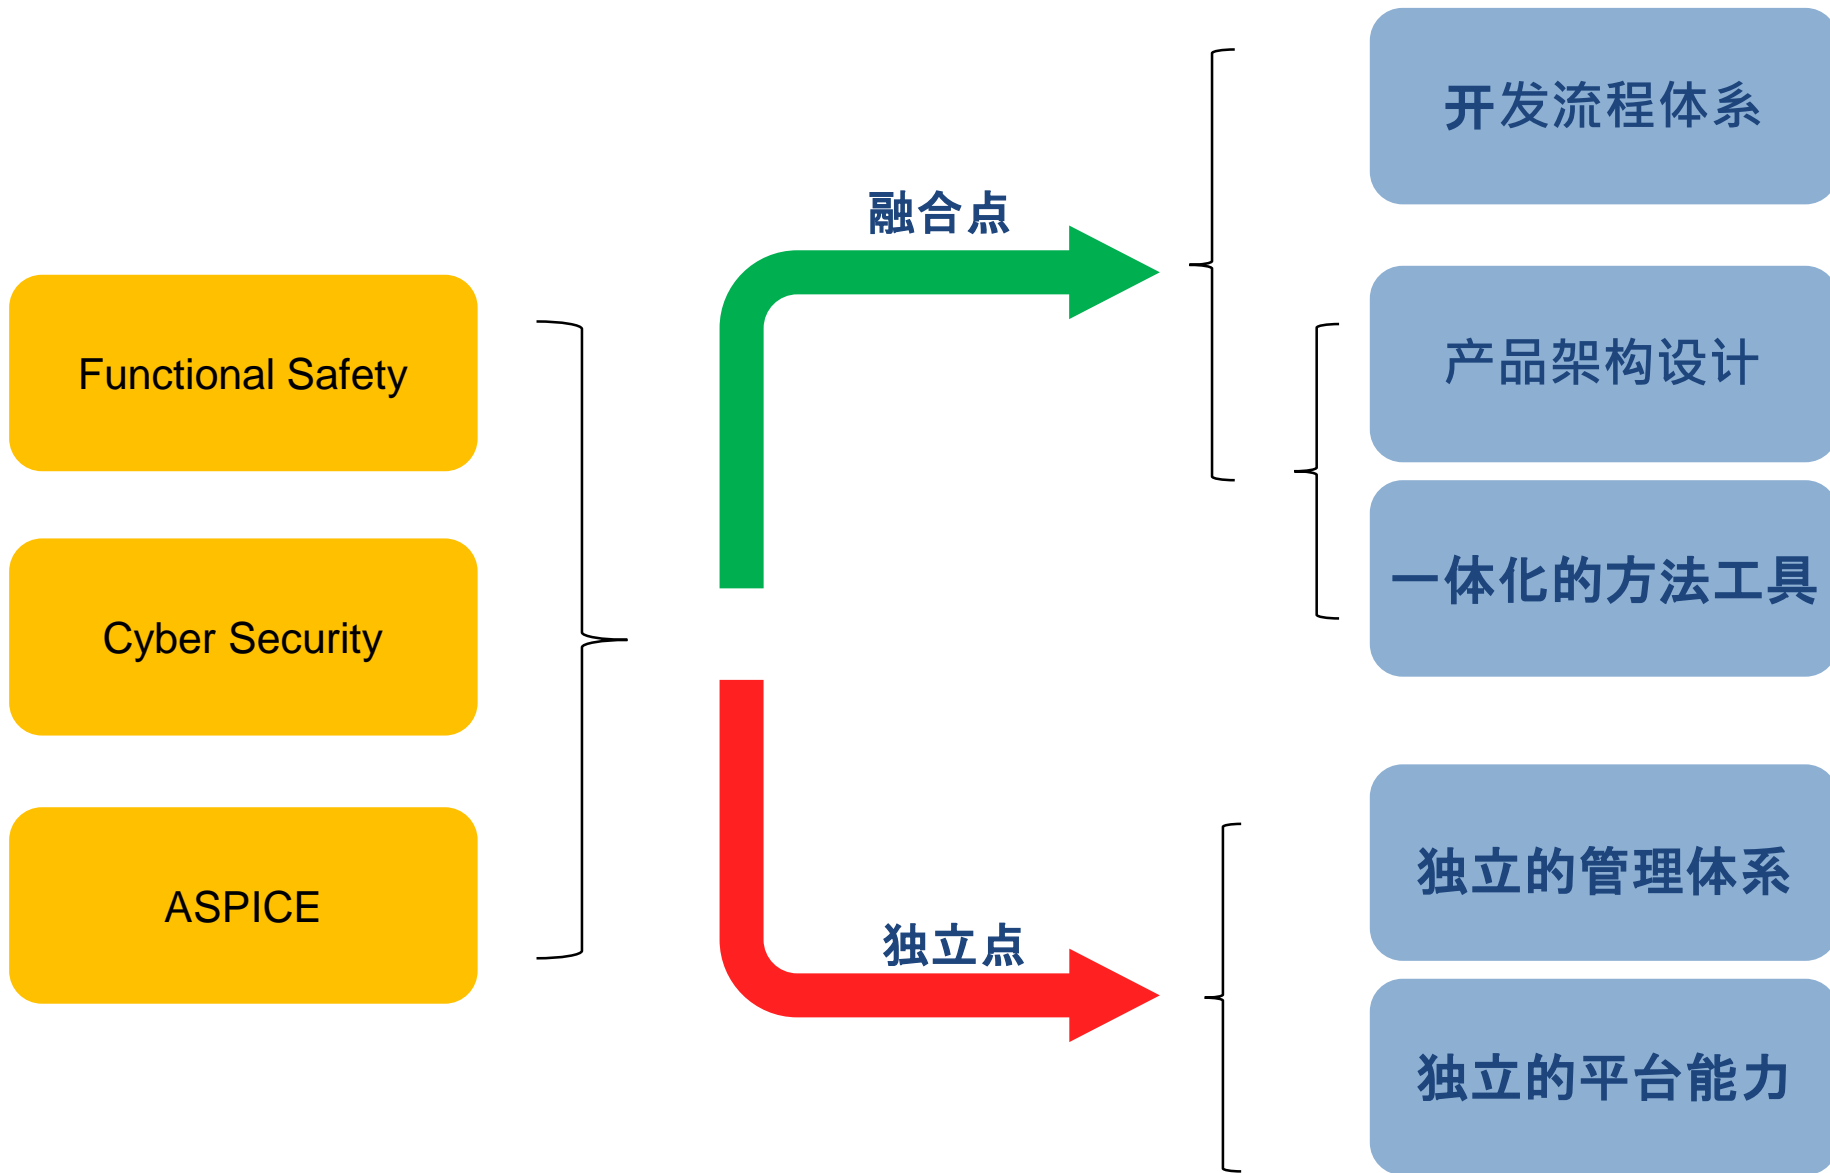 Functional Safety
Cyber Security
ASPICE
融合点
独立点
开发流程体系
产品架构设计
一体化的方法工具
独立的管理体系
独立的平台能力